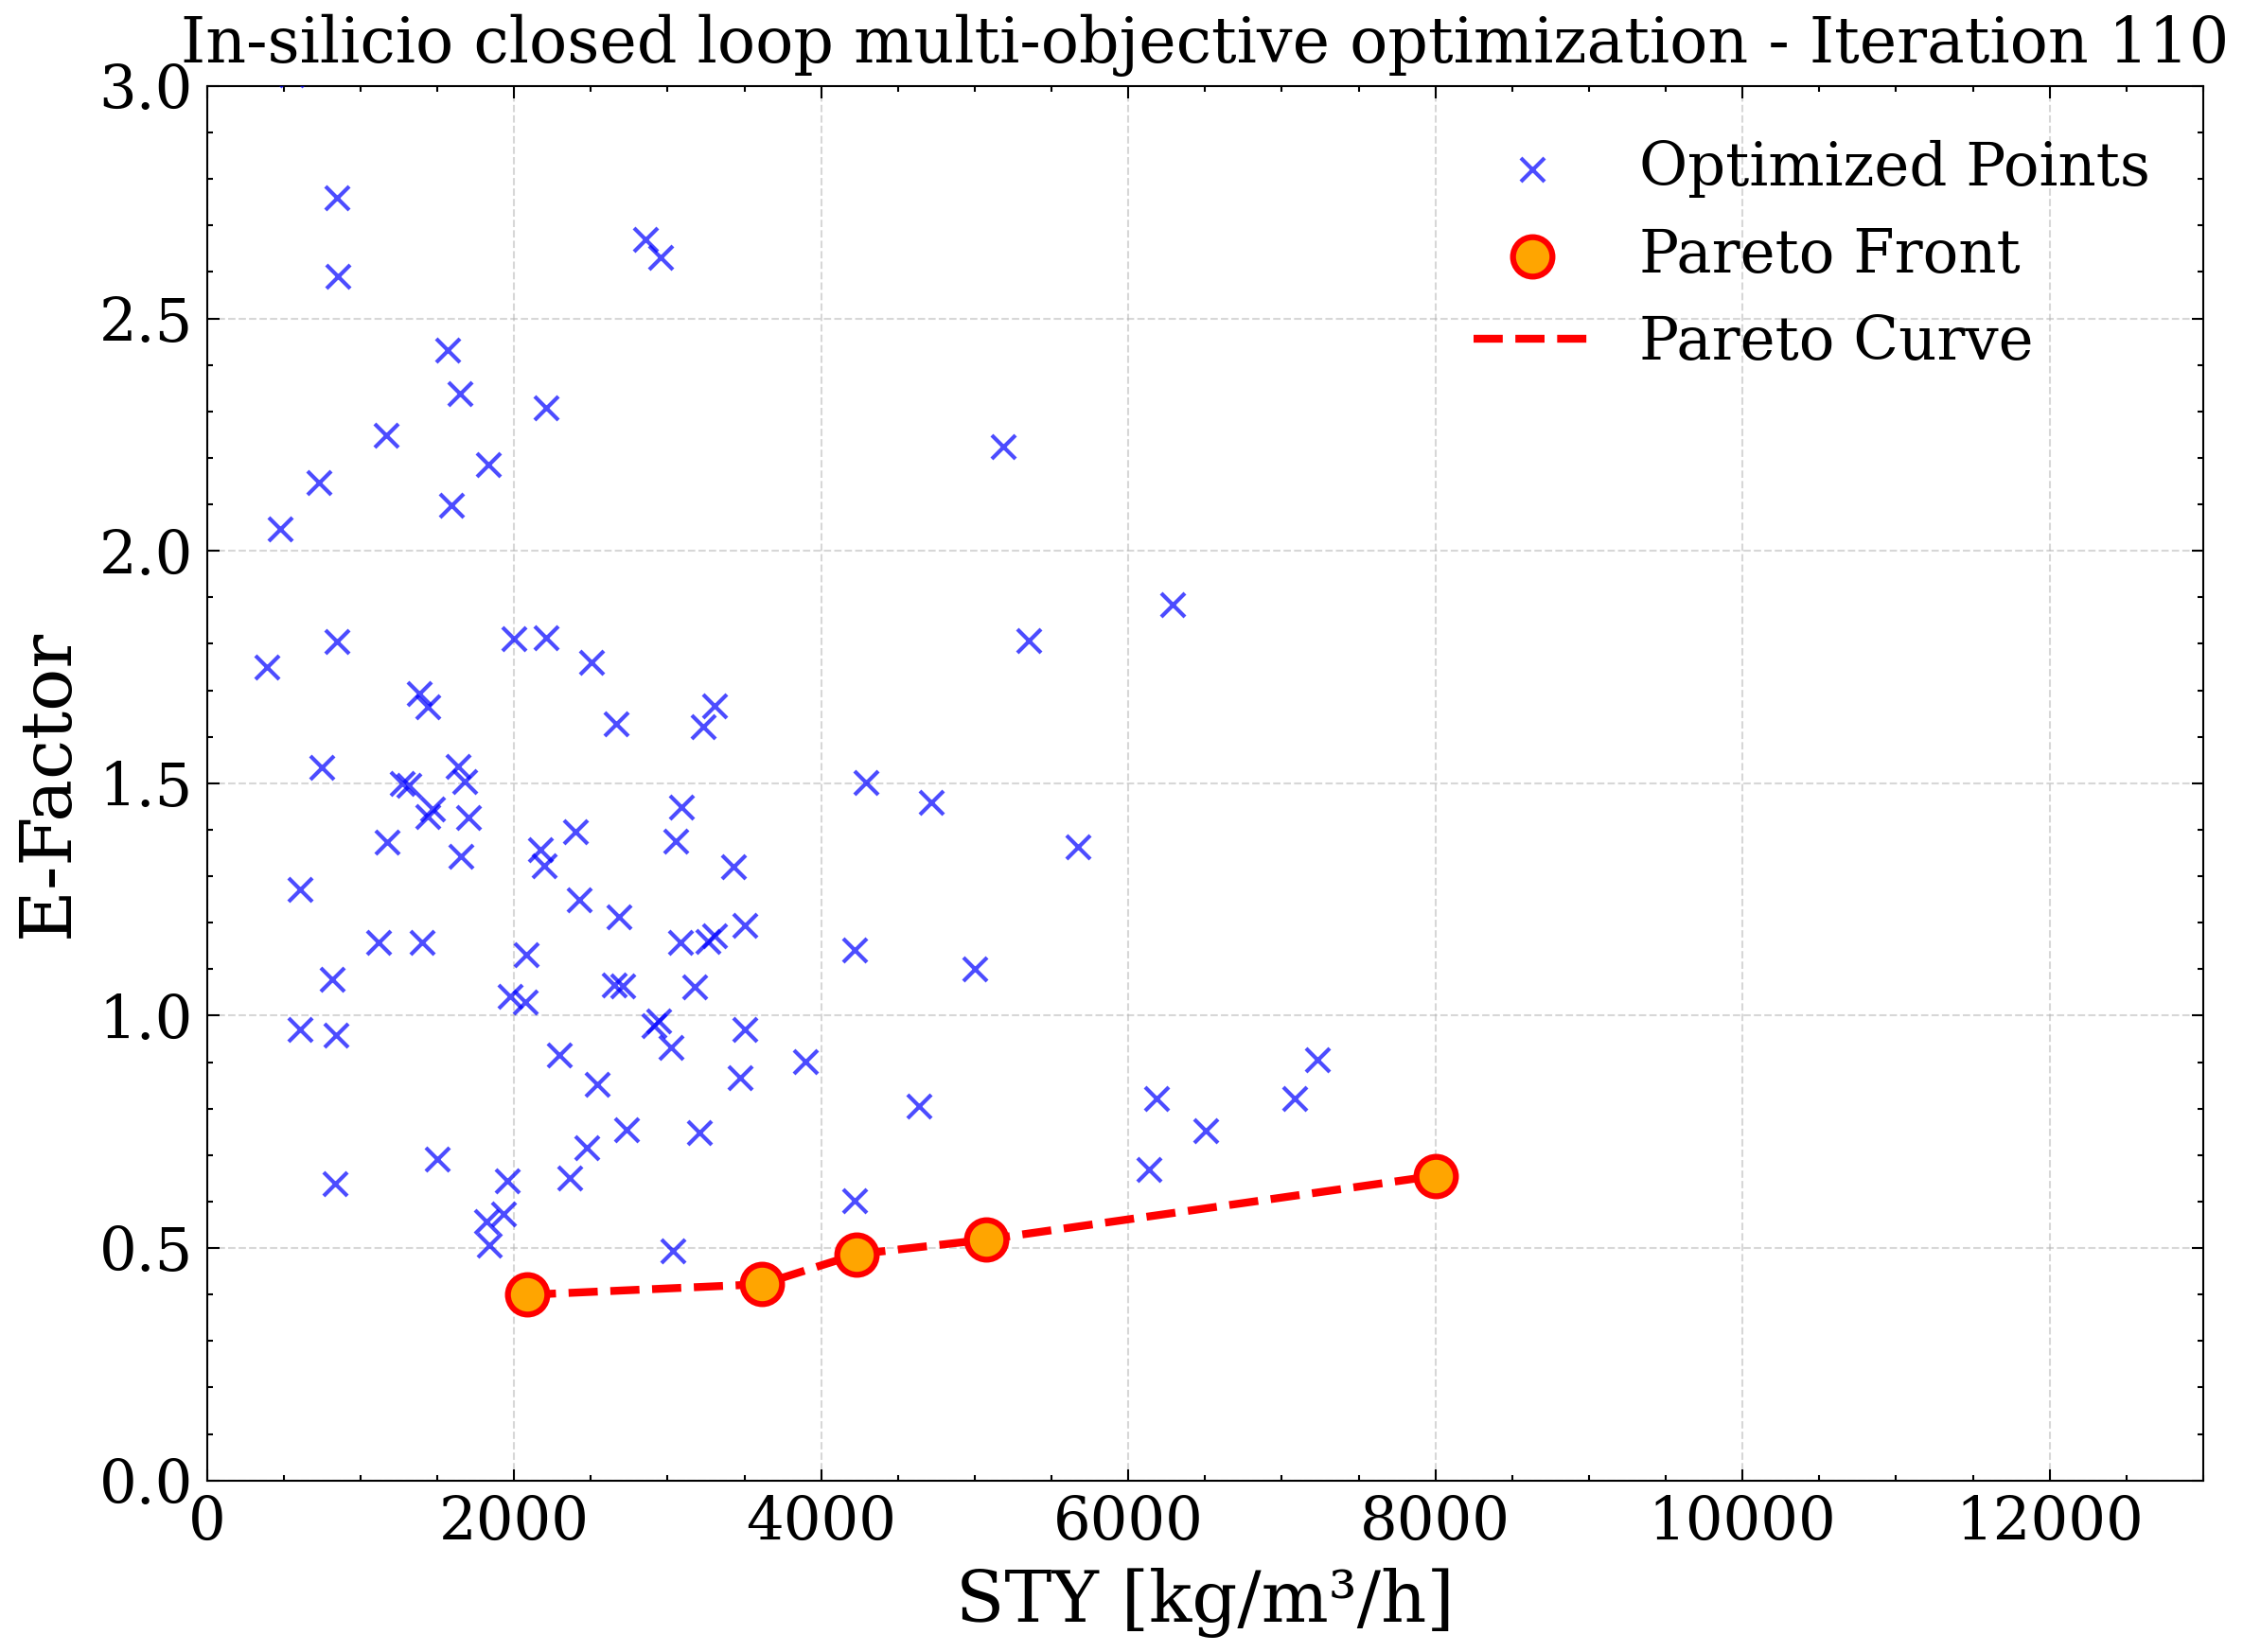 In-silicio closed loop multi-objective optimization - Iteration 110
3.0
2.5
2.0
1.5
1.0
0.5
0.0
E-Factor
Optimized Points
Pareto Front
Pareto Curve
0 2000 4000 6000 8000 10000 12000
STY [kg/m³/h]